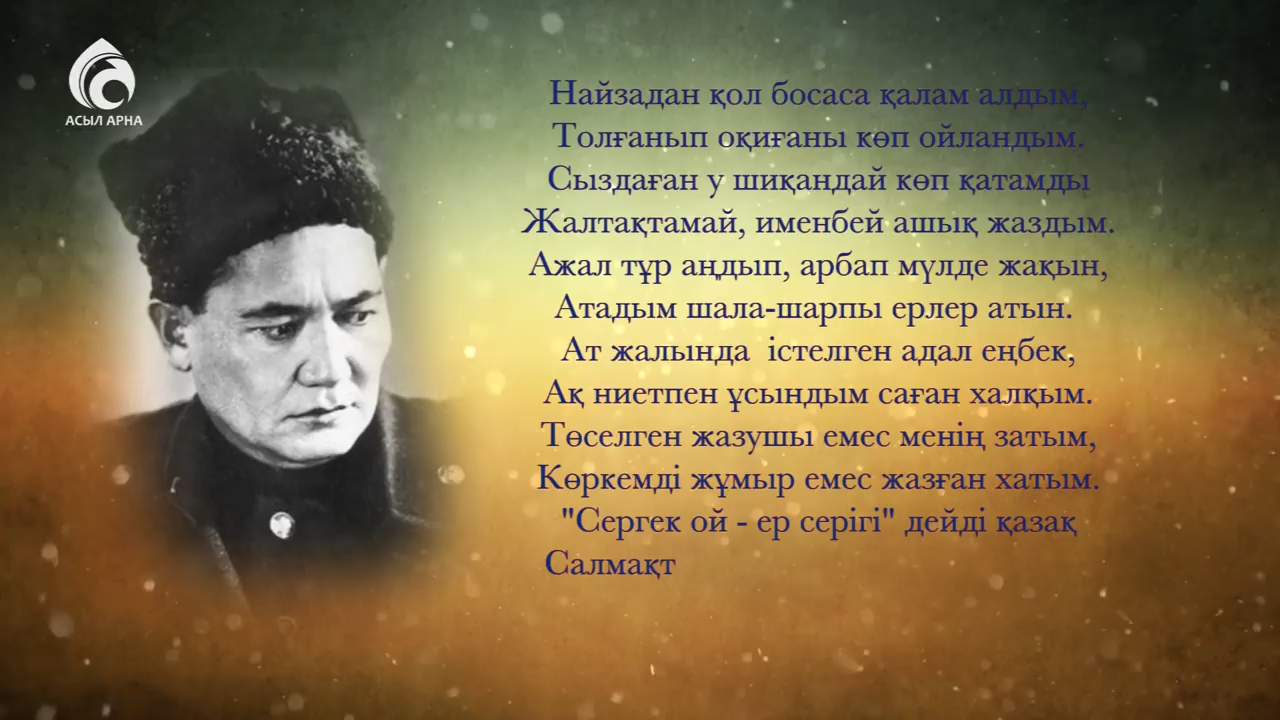 АСЫЛ АРНА
Найзадан қол босаса қалам алдым,
Толғанып оқиғаны көп ойландым.
Сыздаған у шиқандай көп қатамды
Жалтақтамай, именбей ашық жаздым.
Ажал тұр аңдып, арбап мүлде жақын,
Атадым шала-шарпы ерлер атын.
Ат жалында істелген адал еңбек,
Ақ ниетпен ұсындым саған халқым.
Төселген жазушы емес менің затым,
Көркемді жұмыр емес жазған хатым.
"Сергек ой - ер серігі" дейді қазақ
Салмақт